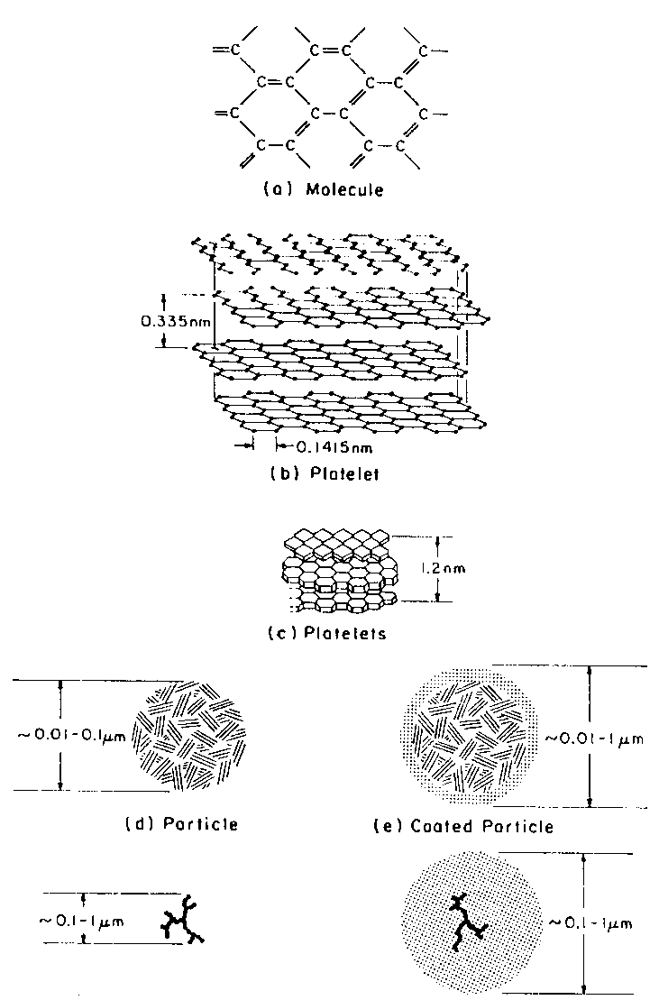 =C C=C C-
C=C C-C
=C C-C C-
C-C C-C
(a) Molecule
0.335nm
0.1415nm
(b) Platelet
1.2nm
(c) Platelets
~0.01-0.1μm
~0.01-1μm
(d) Particle
(e) Coated Particle
~0.1-1μm
~0.1-1μm